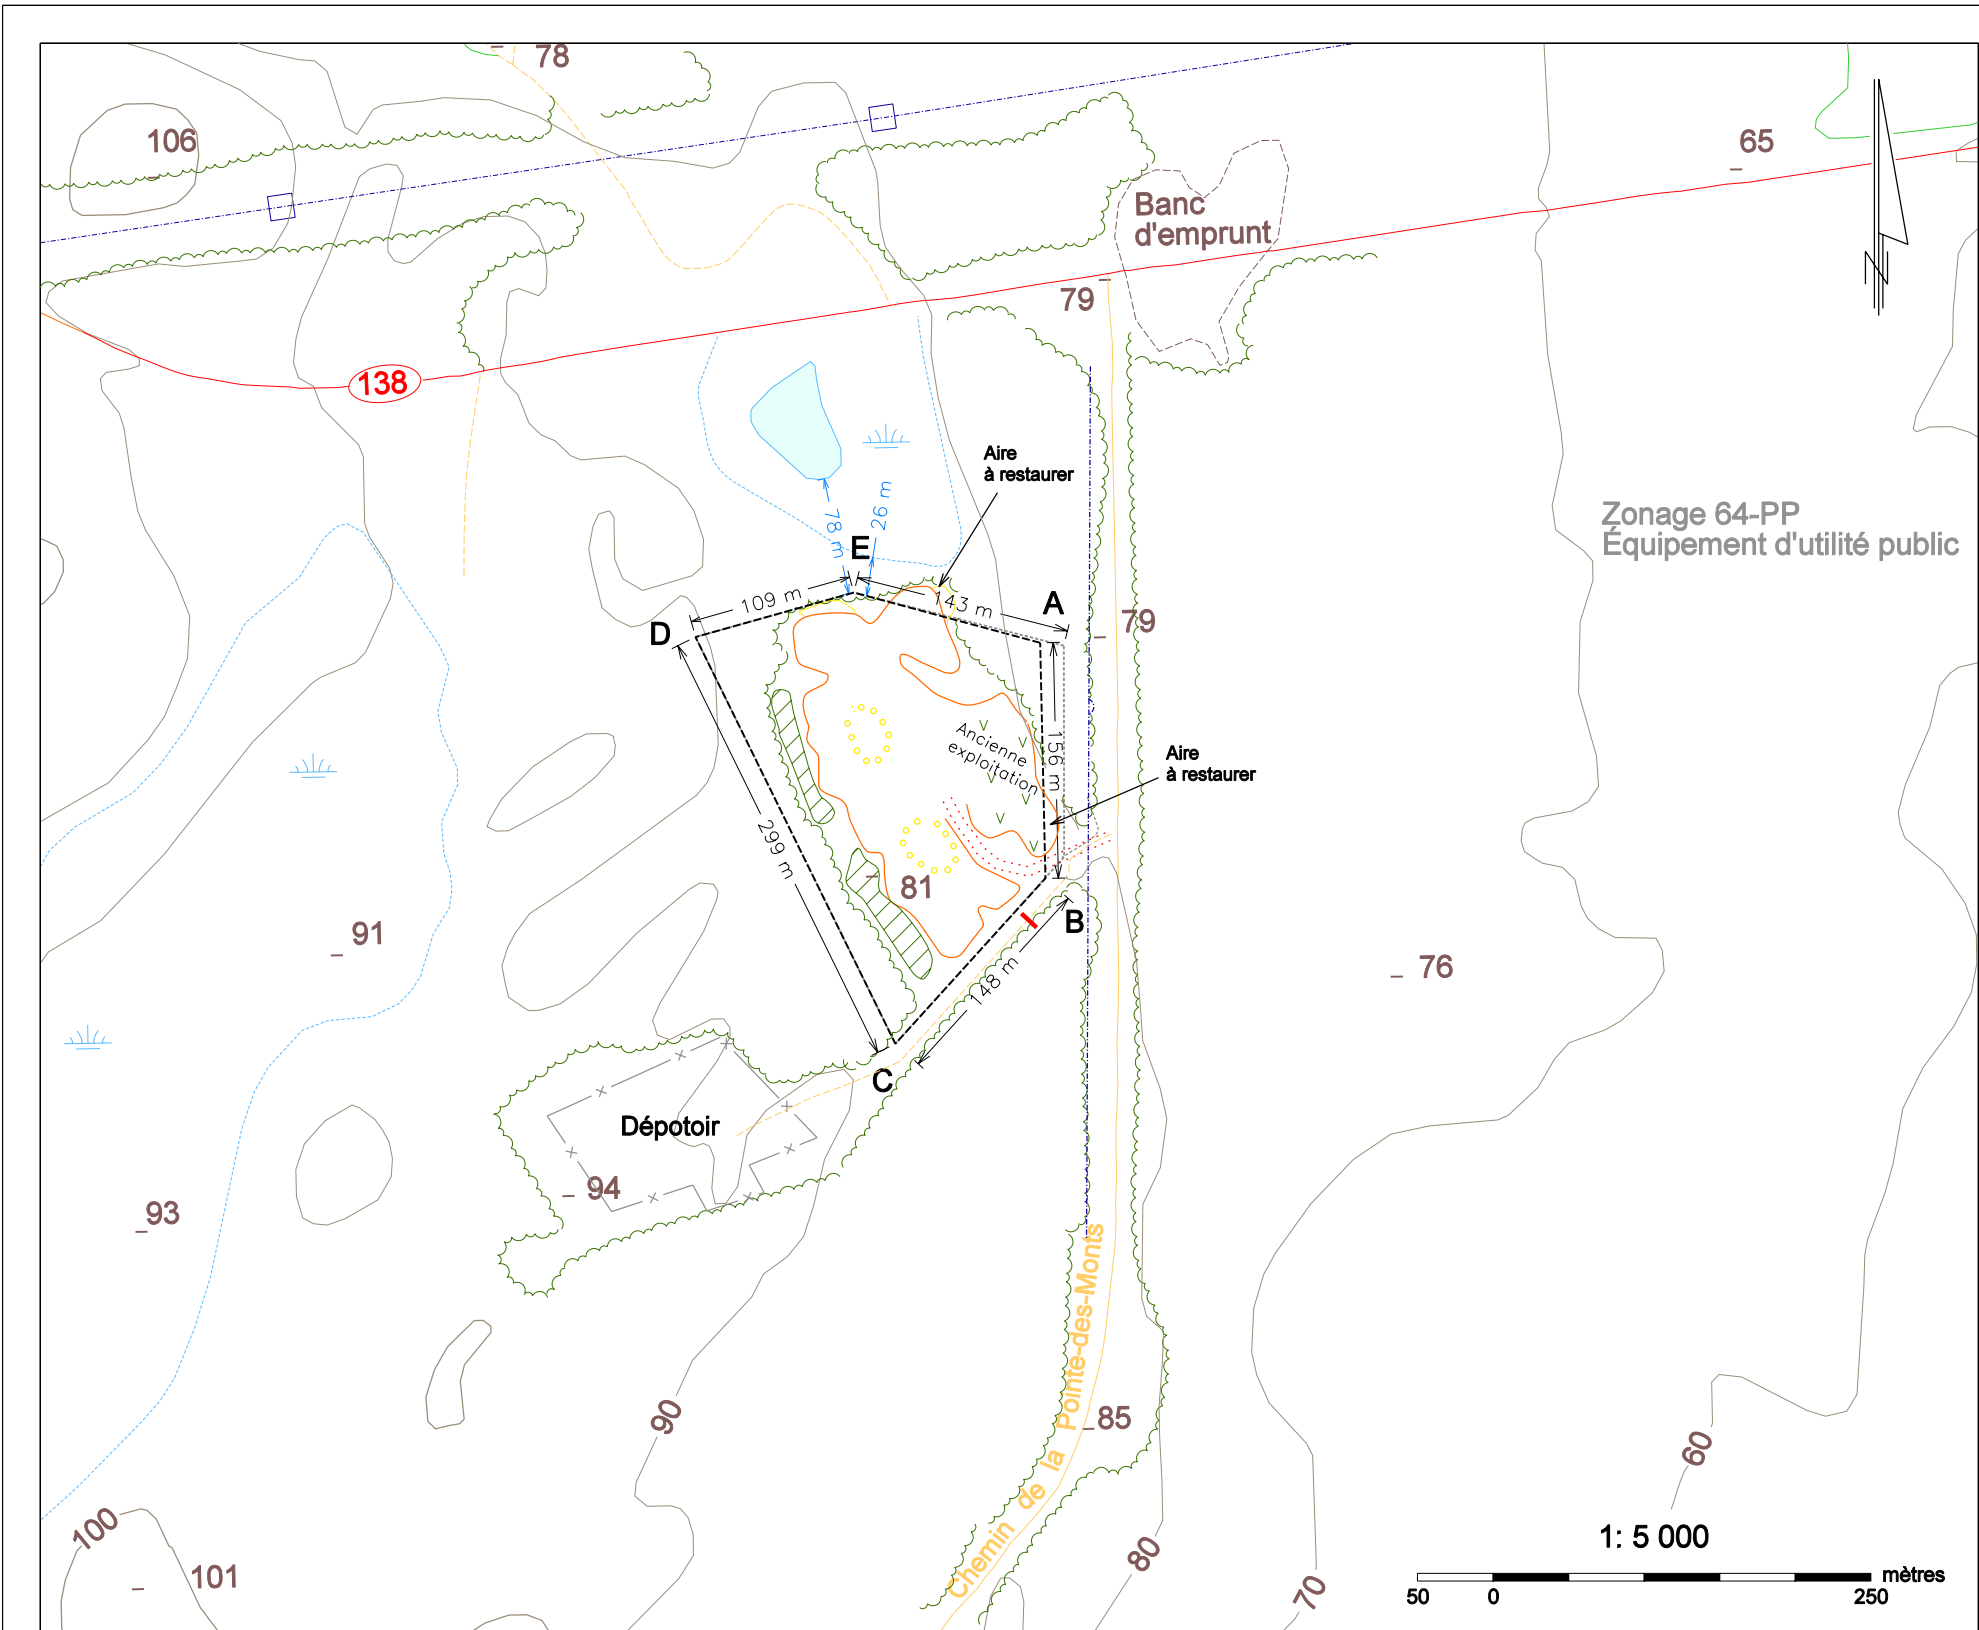 78
106
65
Banc
d'emprunt
79
138
Aire
à restaurer
Zonage 64-PP
Équipement d'utilité public
78 m
26 m
E
109 m
143 m
A
D
79
Ancienne
exploitation
156 m
Aire
à restaurer
299 m
81
B
91
76
148 m
C
Dépotoir
94
93
Chemin de la Pointe-des-Monts
90
85
60
100
101
80
70
1: 5 000
mètres
50 0 250
N